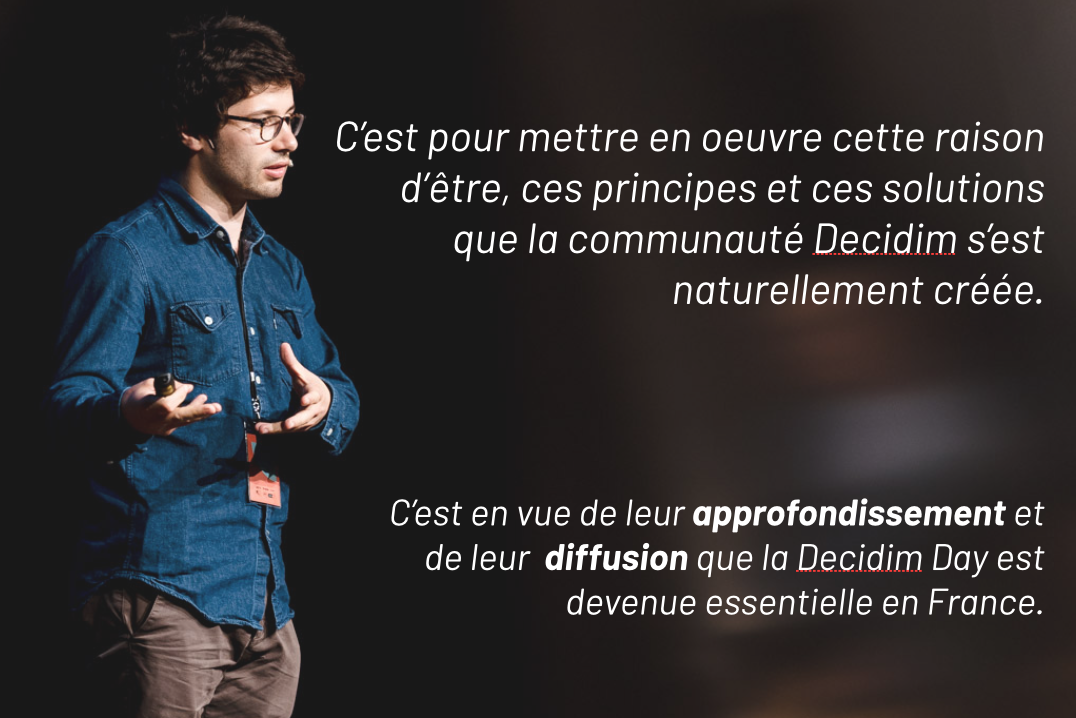 C’est pour mettre en oeuvre cette raison
d’être, ces principes et ces solutions
que la communauté Decidim s’est
naturellement créée.
C’est en vue de leur approfondissement et
de leur diffusion que la Decidim Day est
devenue essentielle en France.